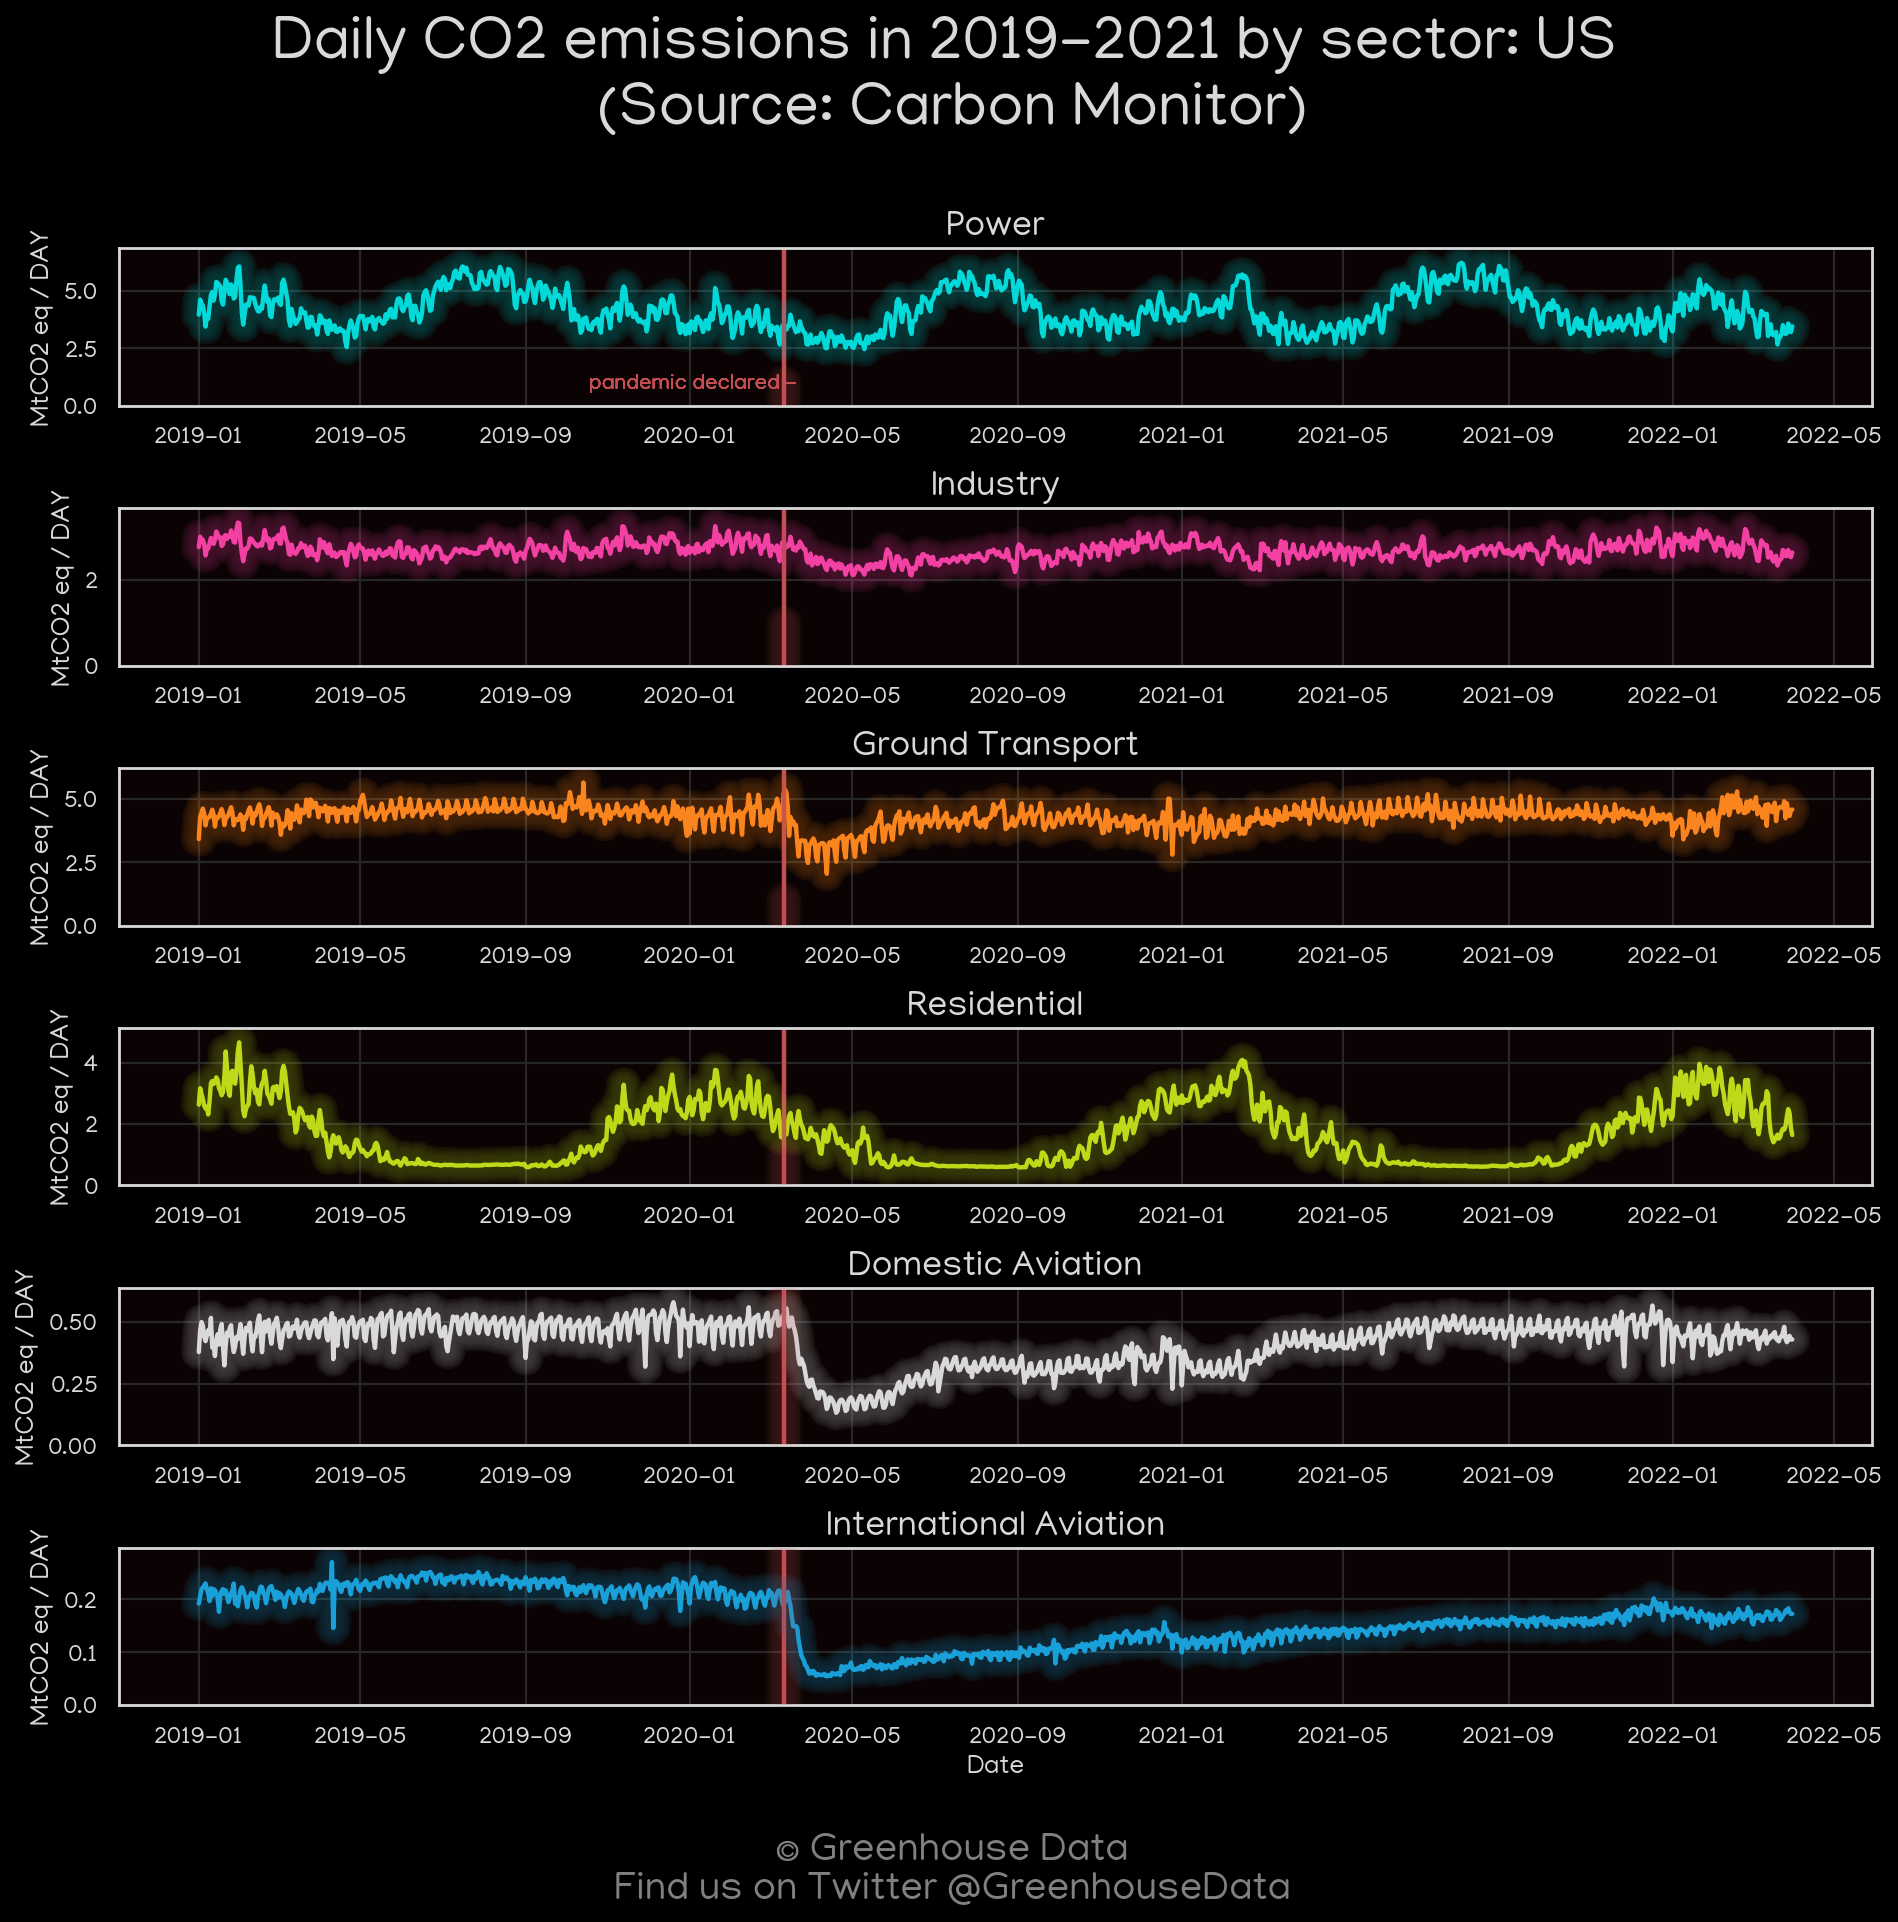 Daily CO2 emissions in 2019-2021 by sector: US
(Source: Carbon Monitor)
Power
MtCO2 eq / DAY
5.0
2.5
0.0
pandemic declared
2019-01 2019-05 2019-09 2020-01 2020-05 2020-09 2021-01 2021-05 2021-09 2022-01 2022-05
Industry
MtCO2 eq / DAY
2
0
2019-01 2019-05 2019-09 2020-01 2020-05 2020-09 2021-01 2021-05 2021-09 2022-01 2022-05
Ground Transport
MtCO2 eq / DAY
5.0
2.5
0.0
2019-01 2019-05 2019-09 2020-01 2020-05 2020-09 2021-01 2021-05 2021-09 2022-01 2022-05
Residential
MtCO2 eq / DAY
4
2
0
2019-01 2019-05 2019-09 2020-01 2020-05 2020-09 2021-01 2021-05 2021-09 2022-01 2022-05
Domestic Aviation
MtCO2 eq / DAY
0.50
0.25
0.00
2019-01 2019-05 2019-09 2020-01 2020-05 2020-09 2021-01 2021-05 2021-09 2022-01 2022-05
International Aviation
MtCO2 eq / DAY
0.2
0.1
0.0
2019-01 2019-05 2019-09 2020-01 2020-05 2020-09 2021-01 2021-05 2021-09 2022-01 2022-05
Date
© Greenhouse Data
Find us on Twitter @GreenhouseData